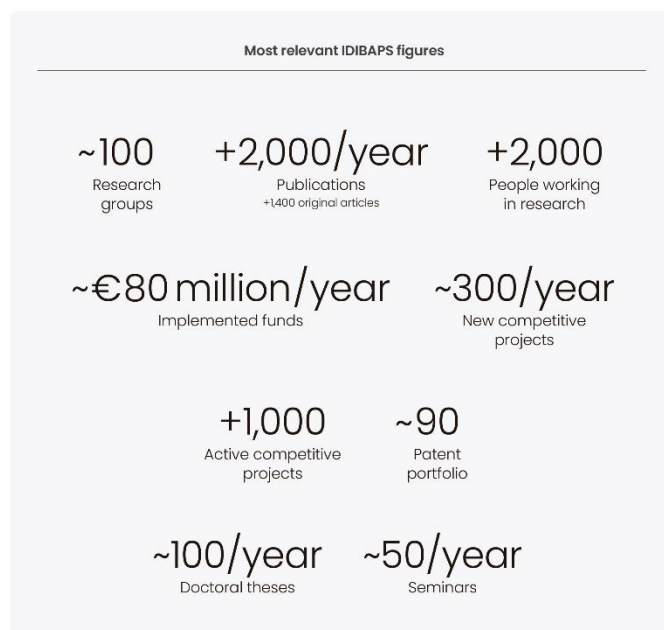 Most relevant IDIBAPS figures
~100
Research
groups
+2,000/year
Publications
+1,400 original articles
+2,000
People working
in research
~€80 million/year
Implemented funds
~300/year
New competitive
projects
+1,000
Active competitive
projects
~90
Patent
portfolio
~100/year
Doctoral theses
~50/year
Seminars